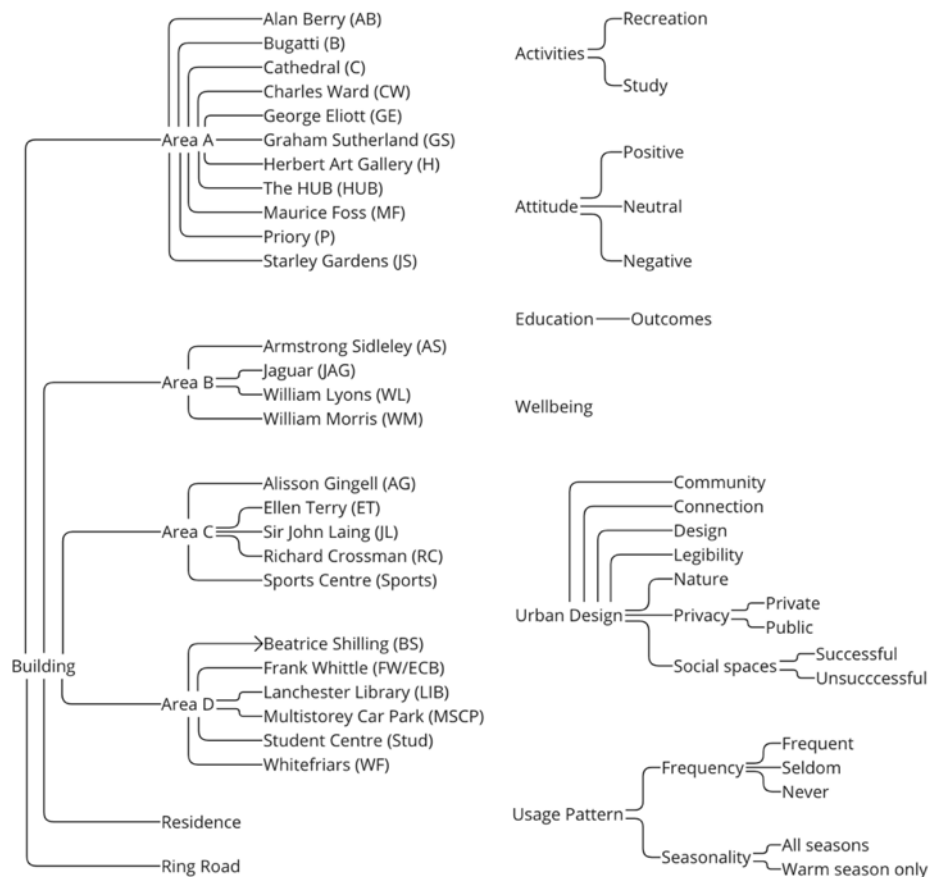 Alan Berry (AB)
Bugatti (B)
Cathedral (C)
Charles Ward (CW)
George Eliott (GE)
Area A
Graham Sutherland (GS)
Herbert Art Gallery (H)
The HUB (HUB)
Maurice Foss (MF)
Priory (P)
Starley Gardens (JS)
Armstrong Sidleley (AS)
Jaguar (JAG)
Area B
William Lyons (WL)
William Morris (WM)
Alisson Gingell (AG)
Ellen Terry (ET)
Area C
Sir John Laing (JL)
Richard Crossman (RC)
Sports Centre (Sports)
Building
Beatrice Shilling (BS)
Frank Whittle (FW/ECB)
Lanchester Library (LIB)
Area D
Multistorey Car Park (MSCP)
Student Centre (Stud)
Whitefriars (WF)
Residence
Ring Road
Activities
Recreation
Study
Attitude
Positive
Neutral
Negative
Education
Outcomes
Wellbeing
Urban Design
Community
Connection
Design
Legibility
Nature
Privacy
Private
Public
Social spaces
Successful
Unsucccessful
Usage Pattern
Frequency
Frequent
Seldom
Never
Seasonality
All seasons
Warm season only